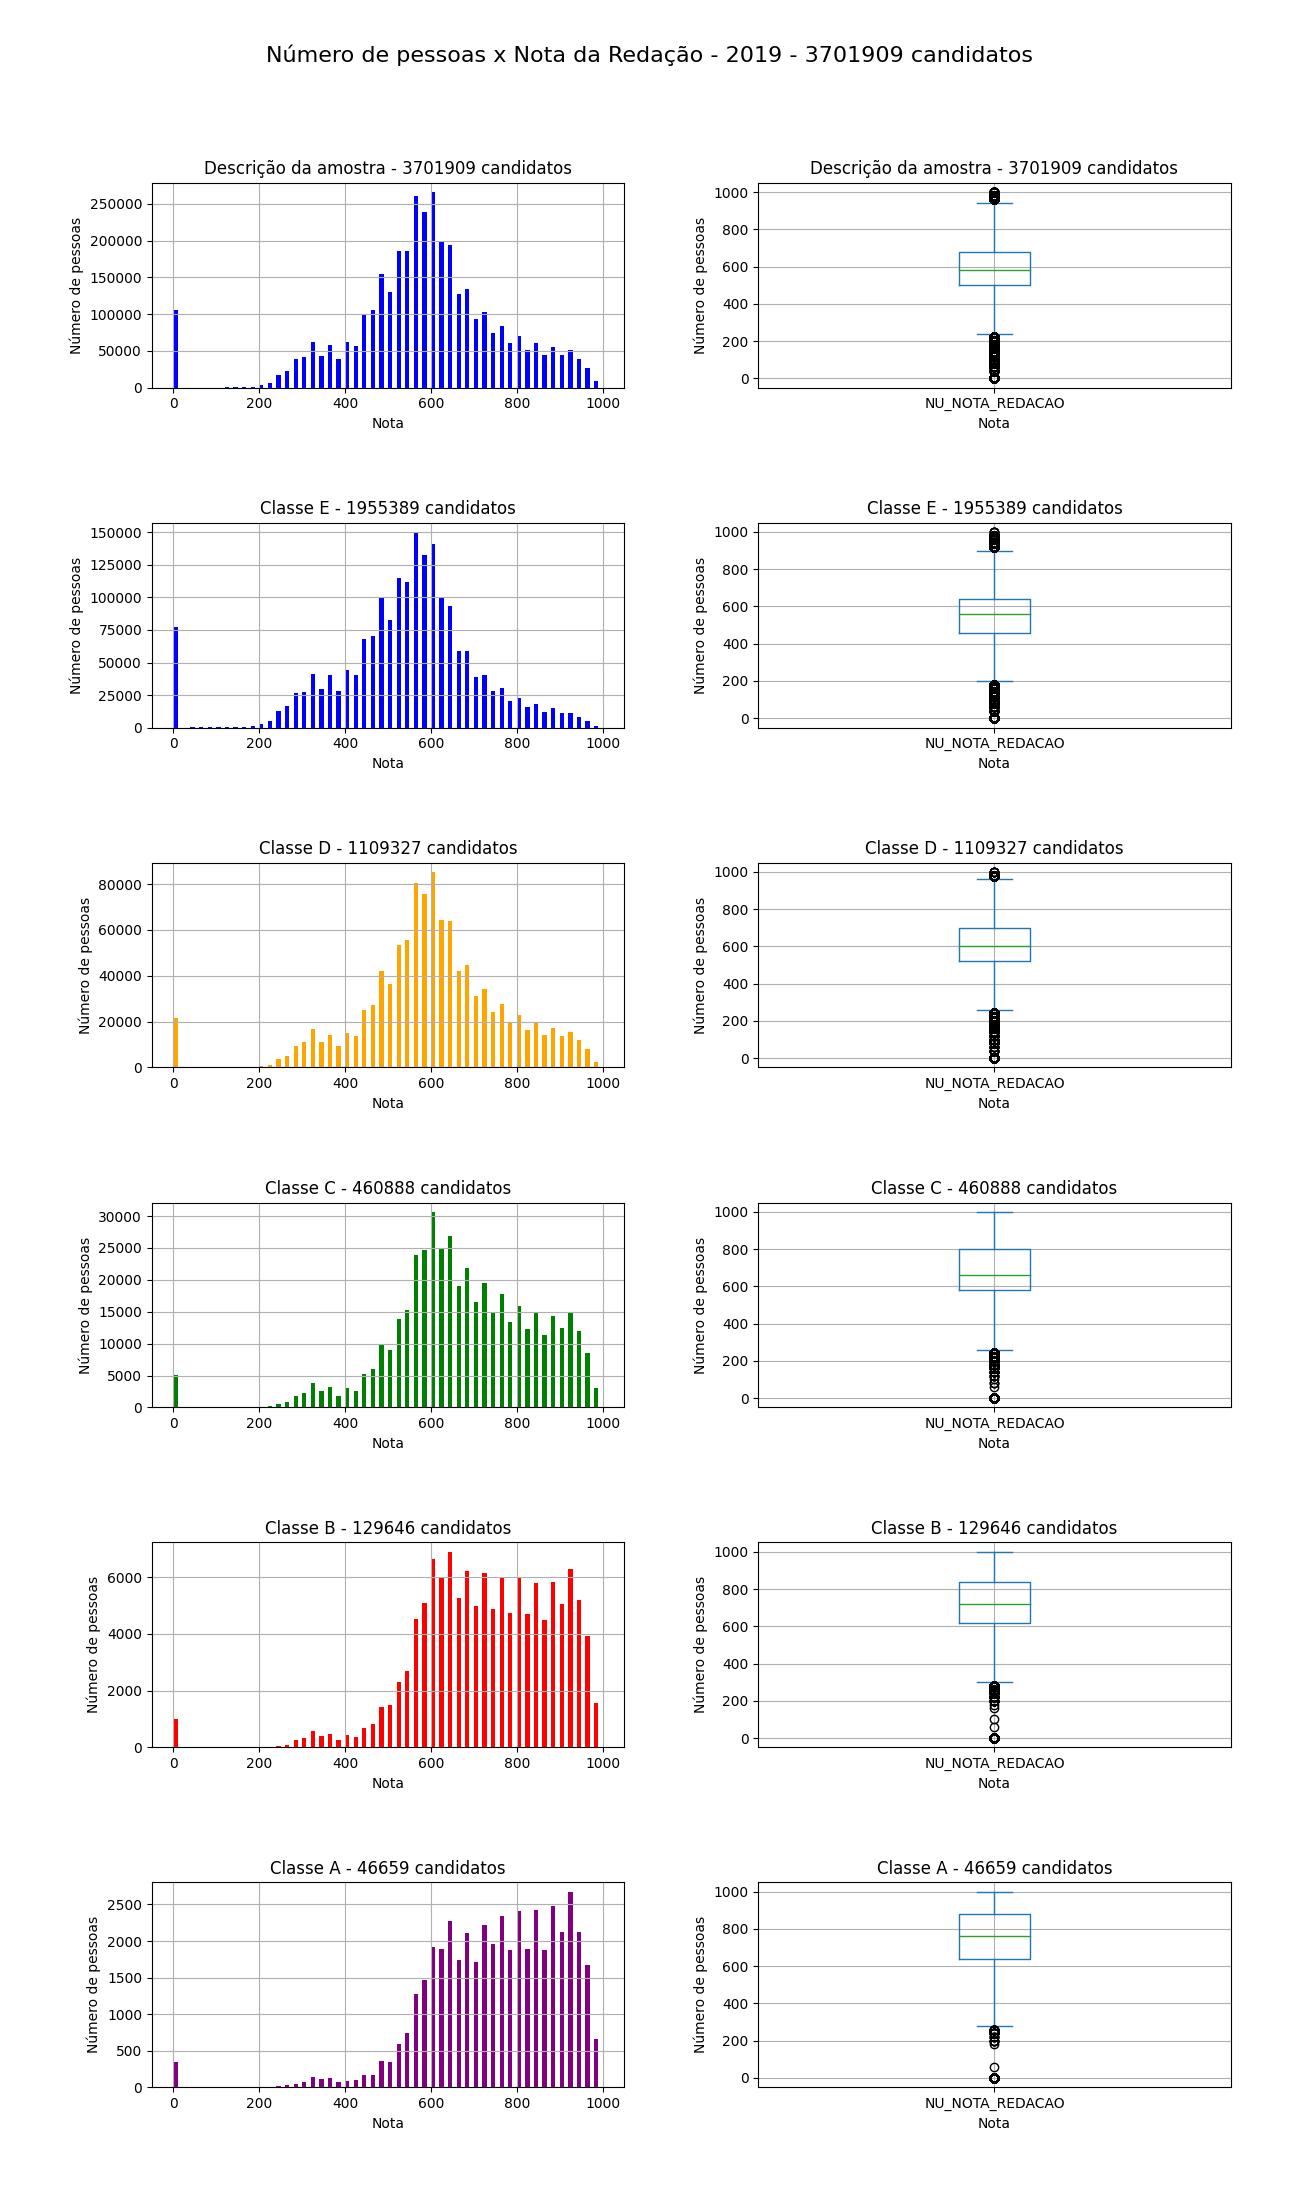 Número de pessoas x Nota da Redação - 2019 - 3701909 candidatos
Descrição da amostra - 3701909 candidatos
Número de pessoas
250000
200000
150000
100000
50000
0
0 200 400 600 800 1000
Nota
Descrição da amostra - 3701909 candidatos
Número de pessoas
1000
800
600
400
200
0
NU_NOTA_REDACAO
Nota
Classe E - 1955389 candidatos
Número de pessoas
150000
125000
100000
75000
50000
25000
0
0 200 400 600 800 1000
Nota
Classe E - 1955389 candidatos
Número de pessoas
1000
800
600
400
200
0
NU_NOTA_REDACAO
Nota
Classe D - 1109327 candidatos
Número de pessoas
80000
60000
40000
20000
0
0 200 400 600 800 1000
Nota
Classe D - 1109327 candidatos
Número de pessoas
1000
800
600
400
200
0
NU_NOTA_REDACAO
Nota
Classe C - 460888 candidatos
Número de pessoas
30000
25000
20000
15000
10000
5000
0
0 200 400 600 800 1000
Nota
Classe C - 460888 candidatos
Número de pessoas
1000
800
600
400
200
0
NU_NOTA_REDACAO
Nota
Classe B - 129646 candidatos
Número de pessoas
6000
4000
2000
0
0 200 400 600 800 1000
Nota
Classe B - 129646 candidatos
Número de pessoas
1000
800
600
400
200
0
NU_NOTA_REDACAO
Nota
Classe A - 46659 candidatos
Número de pessoas
2500
2000
1500
1000
500
0
0 200 400 600 800 1000
Nota
Classe A - 46659 candidatos
Número de pessoas
1000
800
600
400
200
0
NU_NOTA_REDACAO
Nota